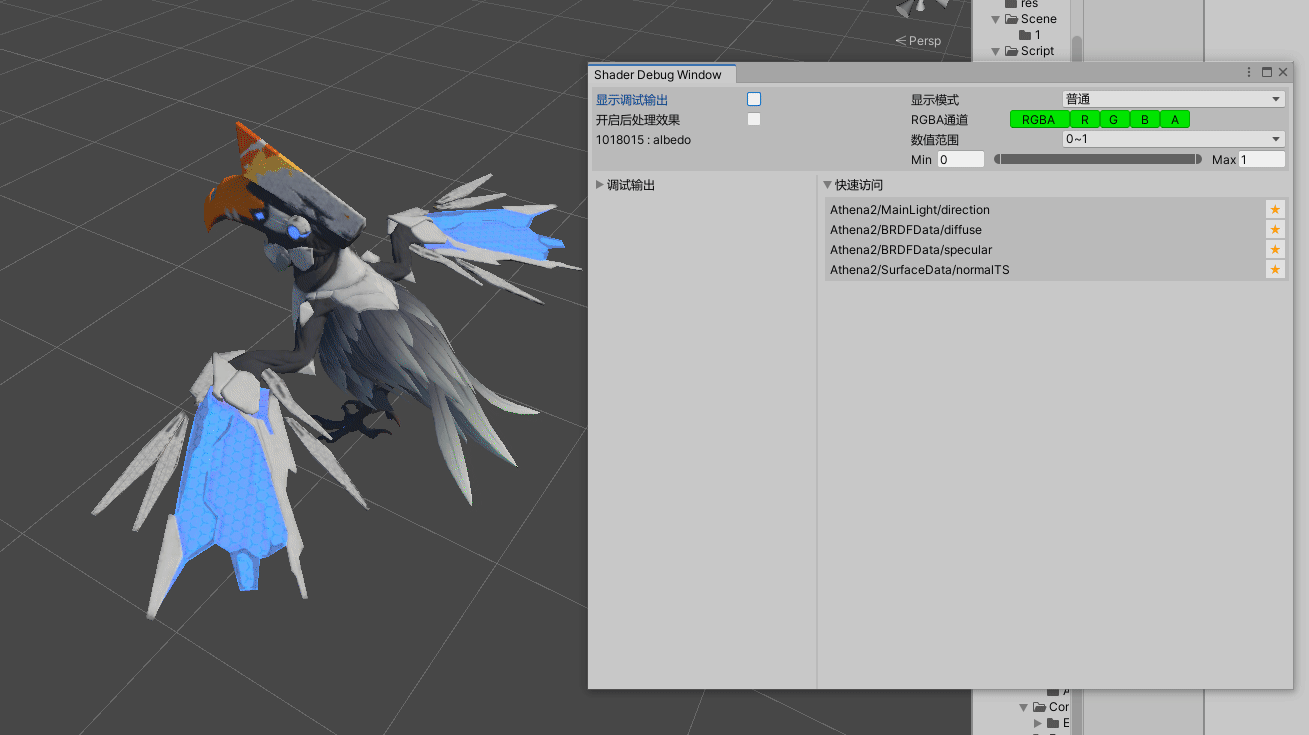 res
Scene
1
Script
Persp
Shader Debug Window
显示调试输出
显示模式 普通
开启后处理效果
RGBA通道 RGBA R G B A
1018015 : albedo
数值范围 0~1
Min 0 Max 1
调试输出
快速访问
Athena2/MainLight/direction
Athena2/BRDFData/diffuse
Athena2/BRDFData/specular
Athena2/SurfaceData/normalTS
Cor
E